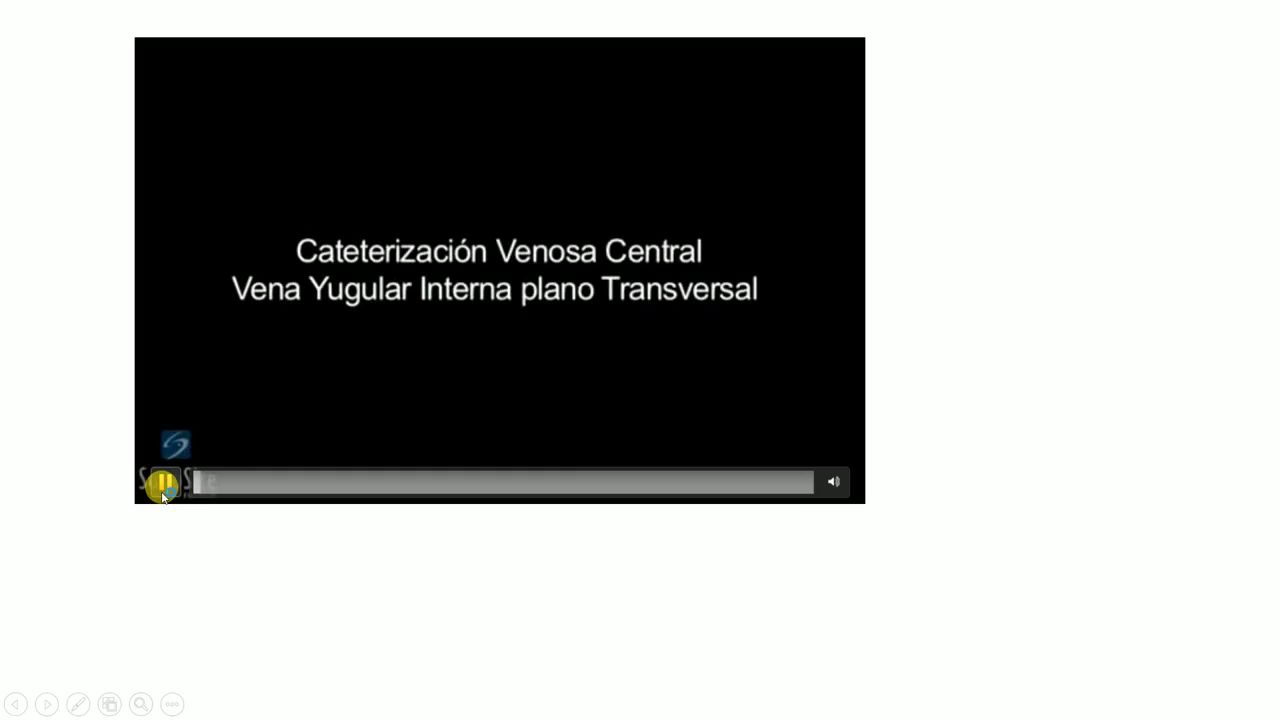 Cateterización Venosa Central
Vena Yugular Interna plano Transversal